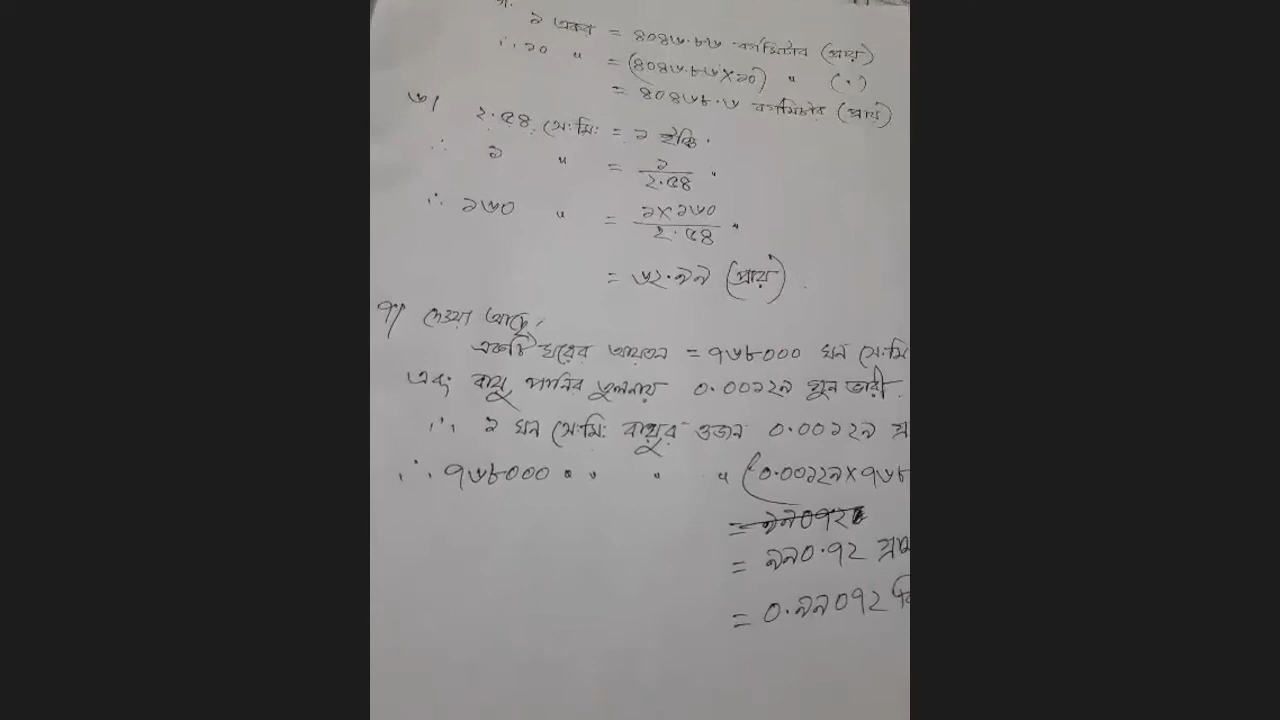 গ.
১ একর = ৪০৪৬.৮৬ বর্গমিটার (প্রায়)
∴ ১০ " = (৪০৪৬.৮৬×১০) " (")
= ৪০৪৬৮.৬ বর্গমিটার (প্রায়)
৬।
২.৫৪ সে:মি: = ১ ইঞ্চি.
∴ ১ " = ১/২.৫৪ "
∴ ১৬০ " = ১×১৬০/২.৫৪ "
= ৬২.৯৯ (প্রায়)
৭। দেওয়া আছে,
একটি ঘরের আয়তন = ৭৬৮০০০ ঘন সে:মি
এবং বায়ু পানির তুলনায় ০.০০১২৯ গুন ভারী.
∴ ১ ঘন সে:মি: বায়ুর ওজন ০.০০১২৯ গ্র
∴ ৭৬৮০০০ " " " " (০.০০১২৯×৭৬৮
= ৯৯০৭২
= ৯৯০.৭২ গ্রা
= ০.৯৯০৭২ কি